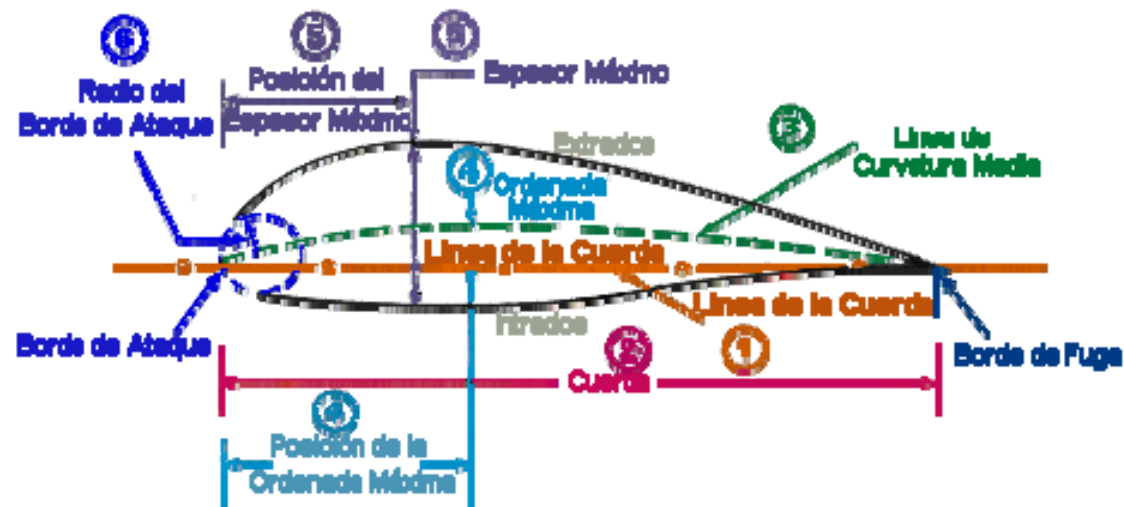 6
5
5
Radio del
Borde de Ataque
Posición del
Espesor Máximo
Espesor Máximo
3
Línea de
Curvatura Media
Extrados
4
Ordenada
Máxima
Línea de la Cuerda
Línea de la Cuerda
Intrados
Borde de Ataque
2
1
Borde de Fuga
Cuerda
4
Posición de la
Ordenada Máxima